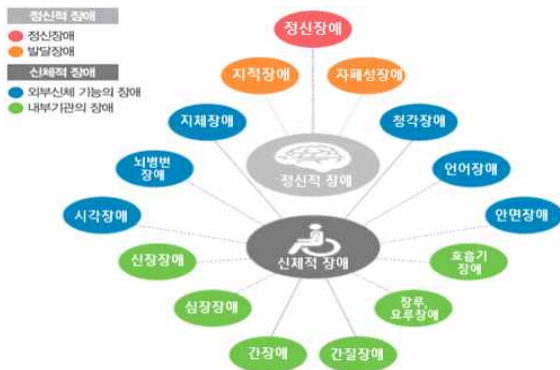 정신적 장애
정신장애
발달장애
신체적 장애
외부신체 기능의 장애
내부기관의 장애
정신장애
지적장애
자폐성장애
지체장애
청각장애
정신적 장애
뇌병변
장애
언어장애
시각장애
안면장애
신체적 장애
신장장애
호흡기
장애
심장장애
장루,
요루장애
간장애
간질장애